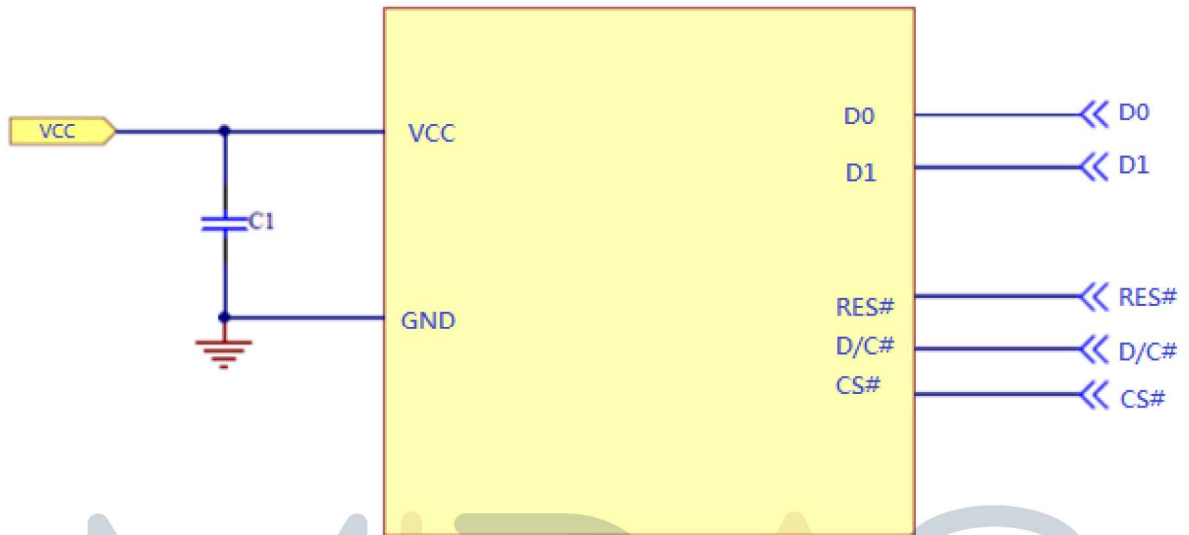 VCC
VCC
C1
GND
D0
D1
RES#
D/C#
CS#
D0
D1
RES#
D/C#
CS#